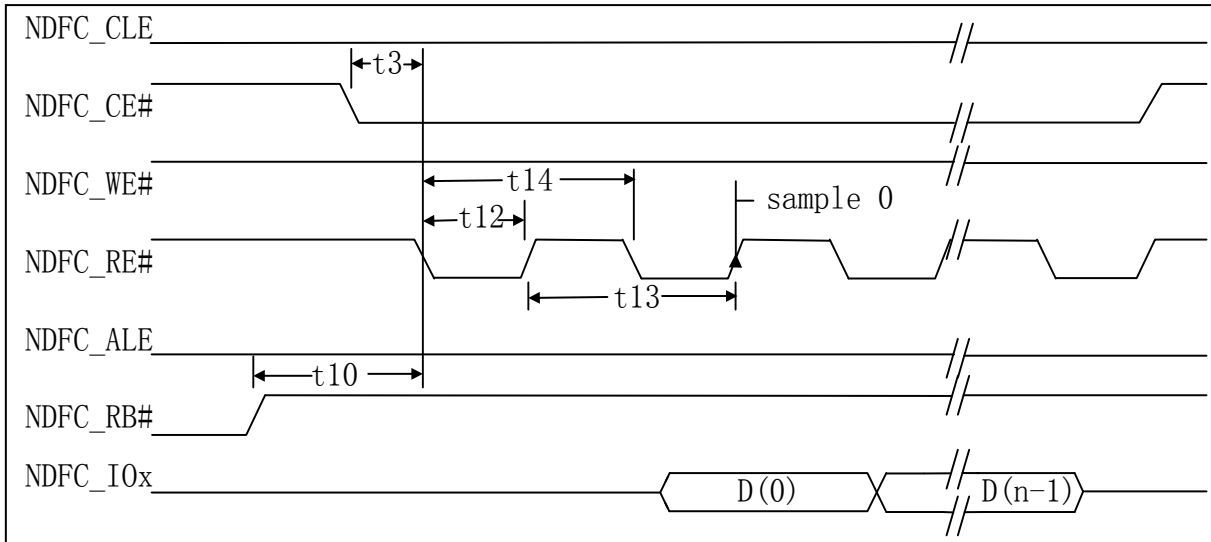 NDFC_CLE
t3
NDFC_CE#
NDFC_WE#
t14
sample 0
t12
NDFC_RE#
t13
NDFC_ALE
t10
NDFC_RB#
NDFC_IOx
D(0)
D(n-1)